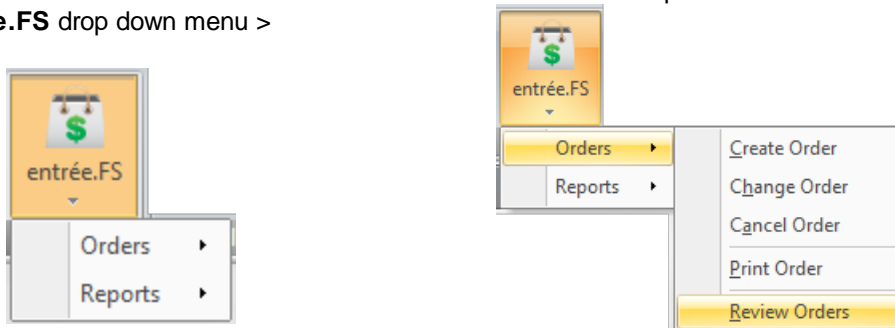 e.FS drop down menu >
entrée.FS
Orders
Reports
entrée.FS
Orders
Reports
Create Order
Change Order
Cancel Order
Print Order
Review Orders